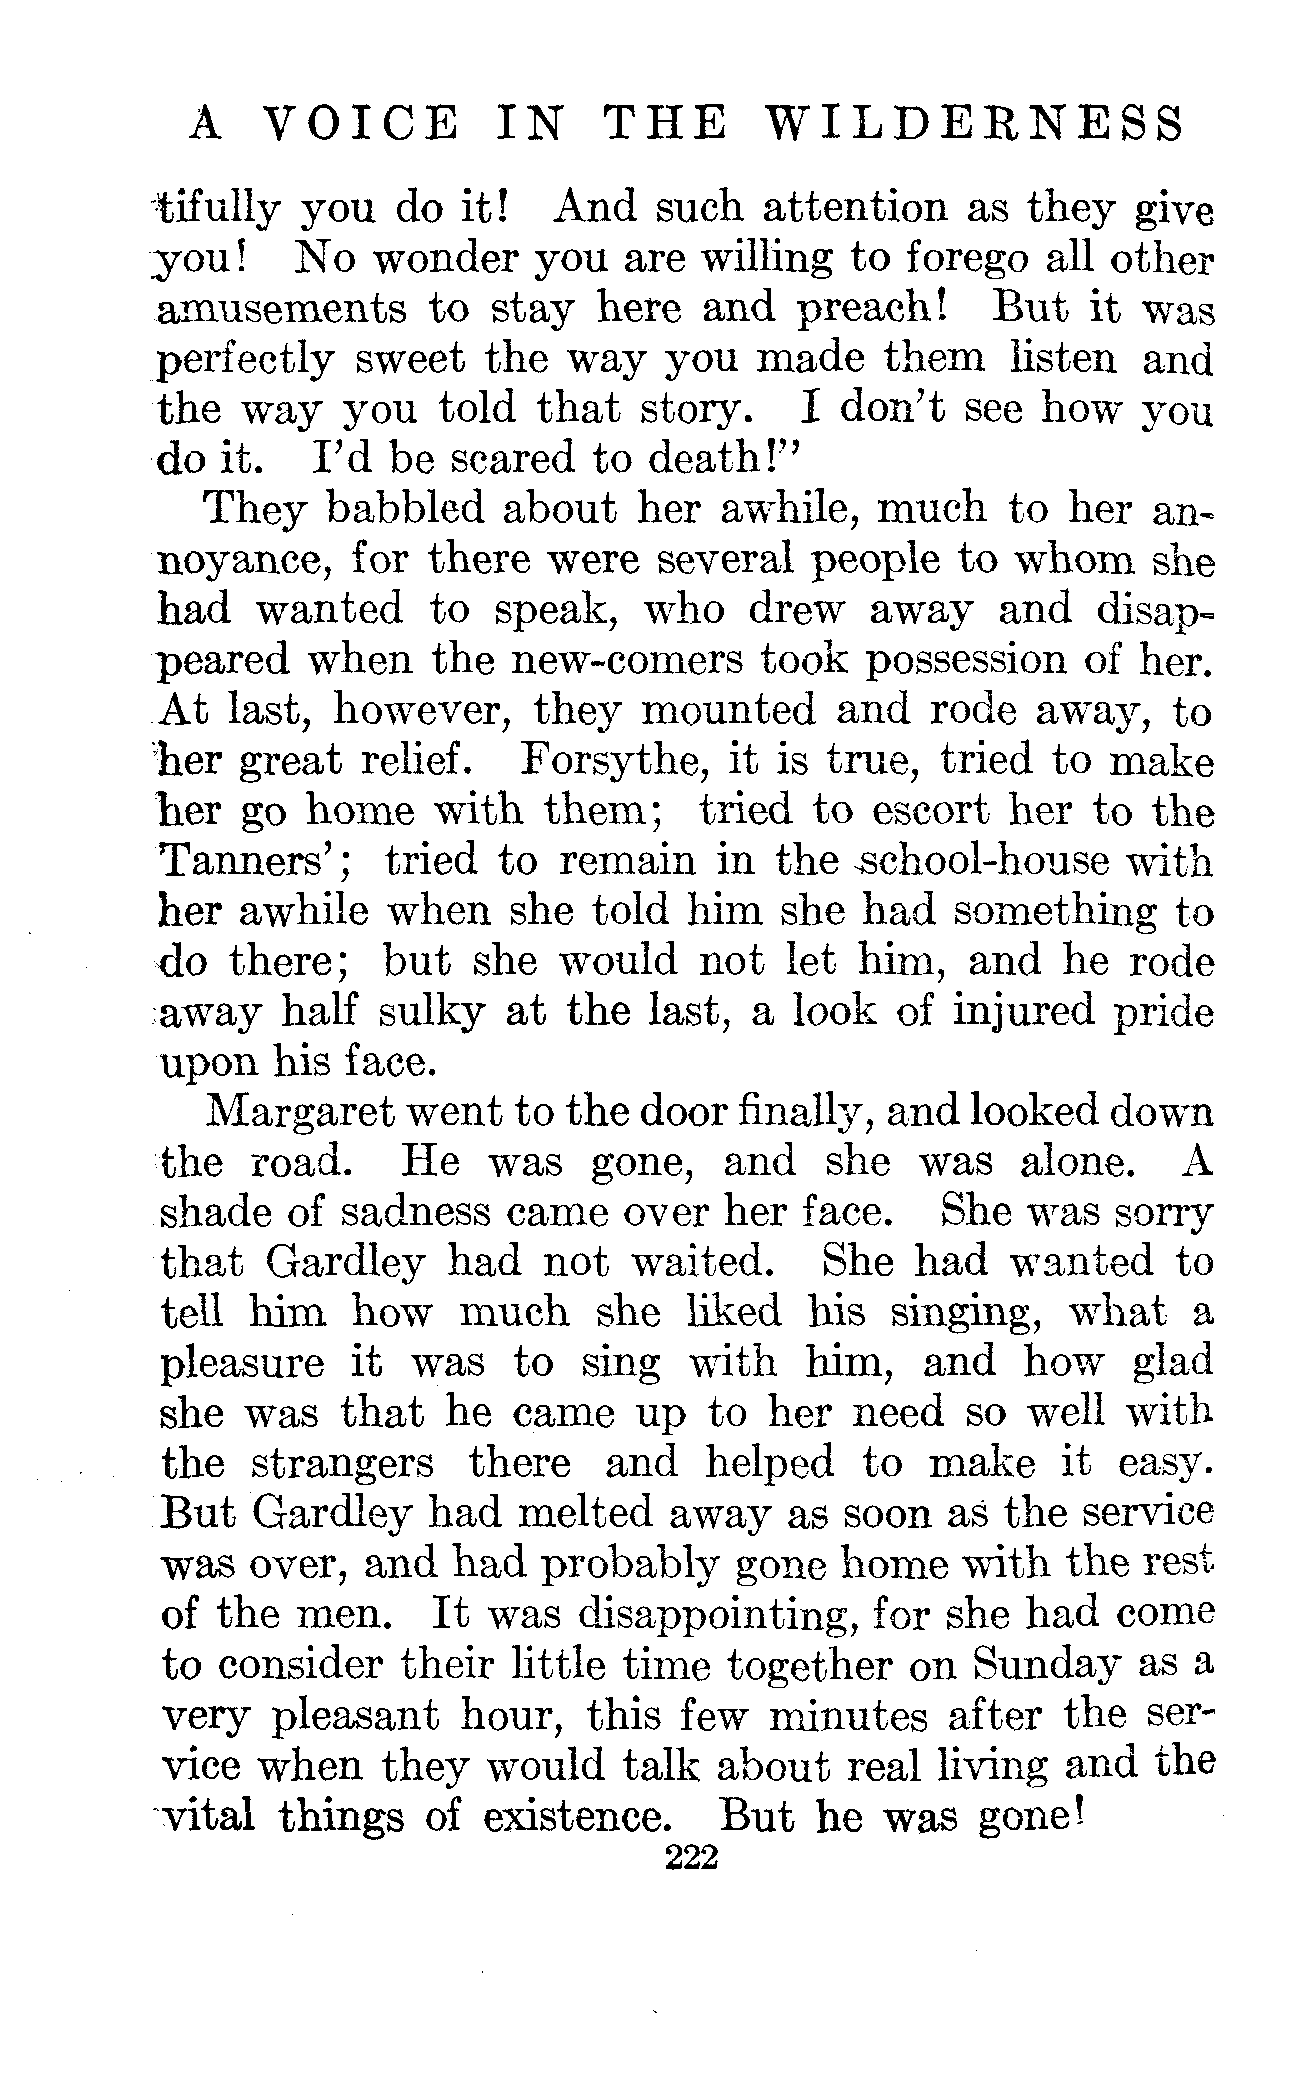 A VOICE IN THE WILDERNESS
tifully you do it! And such attention as they give
you! No wonder you are willing to forego all other
amusements to stay here and preach! But it was
perfectly sweet the way you made them listen and
the way you told that story. I don't see how you
do it. I'd be scared to death!"
They babbled about her awhile, much to her an-
noyance, for there were several people to whom she
had wanted to speak, who drew away and disap-
peared when the new-comers took possession of her.
At last, however, they mounted and rode away, to
her great relief. Forsythe, it is true, tried to make
her go home with them; tried to escort her to the
Tanners'; tried to remain in the school-house with
her awhile when she told him she had something to
do there; but she would not let him, and he rode
away half sulky at the last, a look of injured pride
upon his face.
Margaret went to the door finally, and looked down
the road. He was gone, and she was alone. A
shade of sadness came over her face. She was sorry
that Gardley had not waited. She had wanted to
tell him how much she liked his singing, what a
pleasure it was to sing with him, and how glad
she was that he came up to her need so well with
the strangers there and helped to make it easy.
But Gardley had melted away as soon as the service
was over, and had probably gone home with the rest
of the men. It was disappointing, for she had come
to consider their little time together on Sunday as a
very pleasant hour, this few minutes after the ser-
vice when they would talk about real living and the
vital things of existence. But he was gone!
222